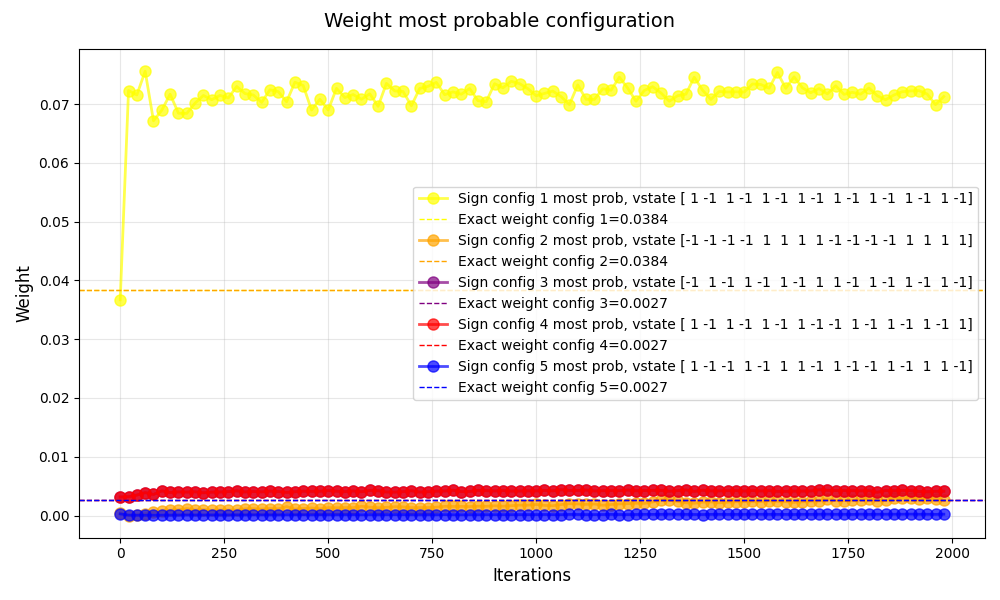 Weight most probable configuration
0.07
0.06
0.05
0.04
0.03
0.02
0.01
0.00
Weight
Sign config 1 most prob, vstate [ 1 -1  1 -1  1 -1  1 -1  1 -1  1 -1  1 -1  1 -1]
Exact weight config 1=0.0384
Sign config 2 most prob, vstate [-1 -1 -1 -1  1  1  1  1 -1 -1 -1 -1  1  1  1  1]
Exact weight config 2=0.0384
Sign config 3 most prob, vstate [-1  1  1 -1  1 -1  1 -1  1  1 -1 -1  1 -1  1 -1]
Exact weight config 3=0.0027
Sign config 4 most prob, vstate [ 1 -1  1 -1  1 -1  1 -1 -1  1 -1  1 -1  1 -1  1]
Exact weight config 4=0.0027
Sign config 5 most prob, vstate [ 1 -1 -1  1 -1  1  1 -1  1 -1 -1  1 -1  1  1 -1]
Exact weight config 5=0.0027
0
250
500
750
1000
1250
1500
1750
2000
Iterations